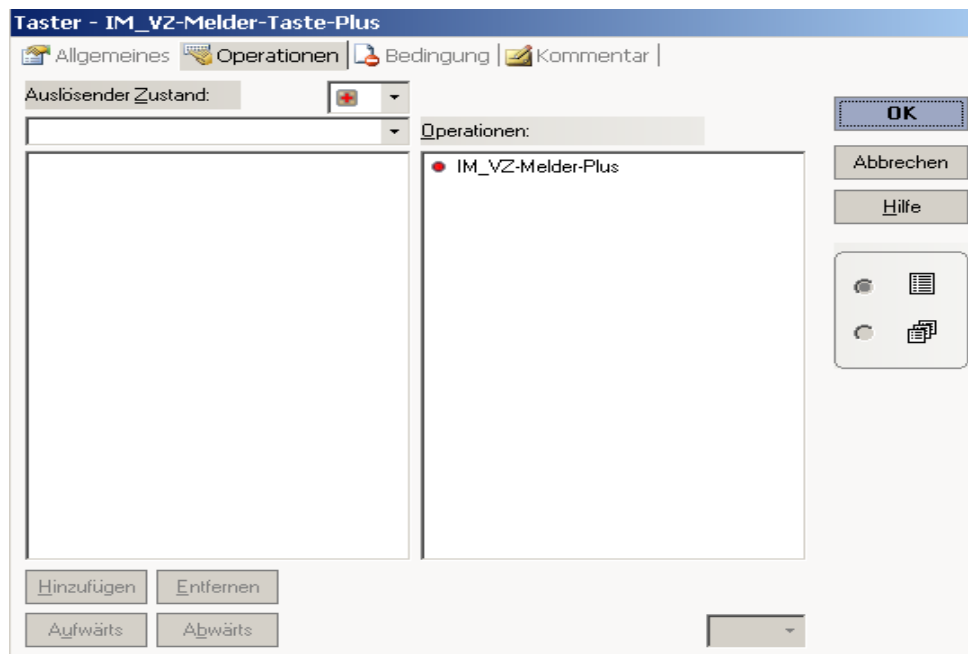 Taster - IM_VZ-Melder-Taste-Plus
Allgemeines Operationen Bedingung Kommentar
Auslösender Zustand:
Operationen:
IM_VZ-Melder-Plus
OK
Abbrechen
Hilfe
Hinzufügen Entfernen
Aufwärts Abwärts